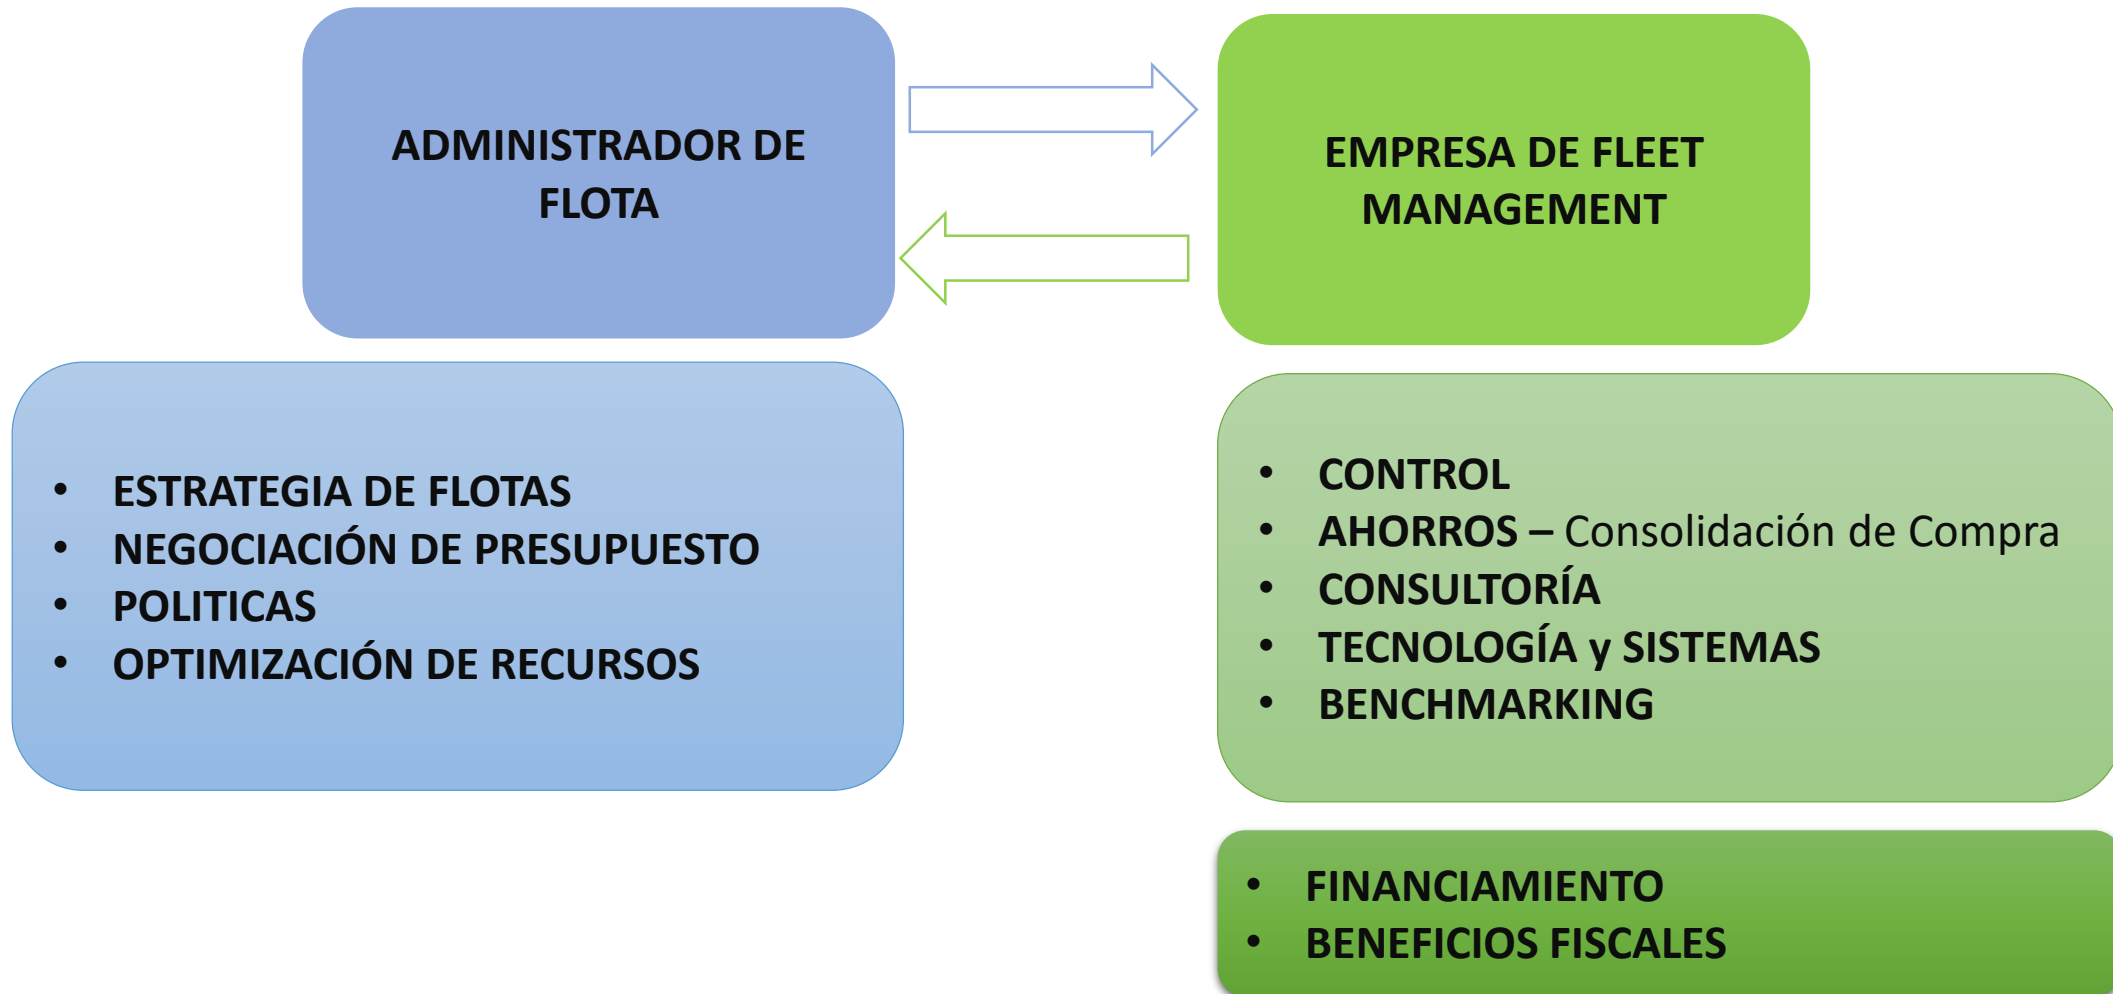 ADMINISTRADOR DE
FLOTA
EMPRESA DE FLEET
MANAGEMENT
• ESTRATEGIA DE FLOTAS
• NEGOCIACIÓN DE PRESUPUESTO
• POLITICAS
• OPTIMIZACIÓN DE RECURSOS
• CONTROL
• AHORROS – Consolidación de Compra
• CONSULTORÍA
• TECNOLOGÍA y SISTEMAS
• BENCHMARKING
• FINANCIAMIENTO
• BENEFICIOS FISCALES